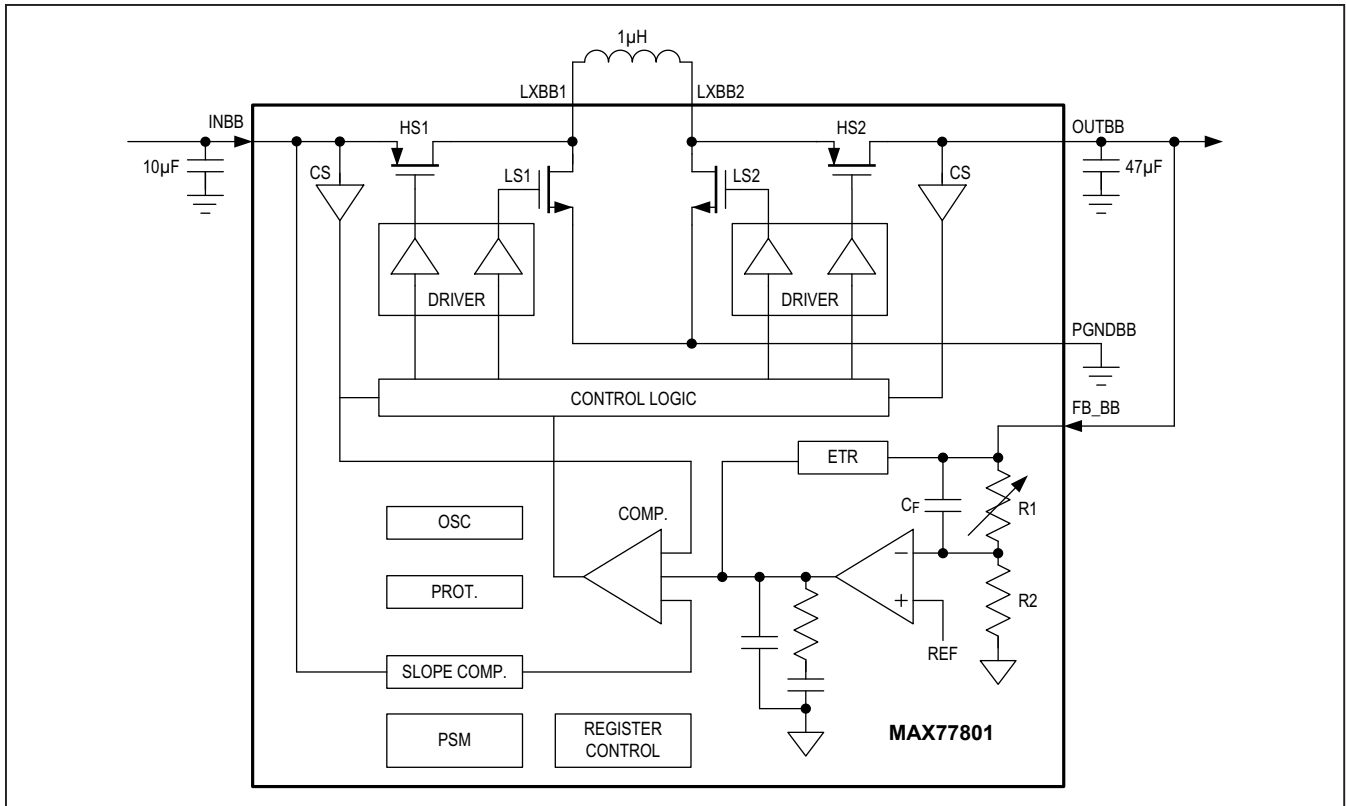 1µH
LXBB1
LXBB2
INBB
HS1
HS2
OUTBB
10µF
CS
LS1
LS2
CS
47µF
DRIVER
DRIVER
PGNDBB
CONTROL LOGIC
FB_BB
ETR
CF
R1
OSC
COMP.
−
PROT.
+
R2
REF
SLOPE COMP.
PSM
REGISTER
CONTROL
MAX77801